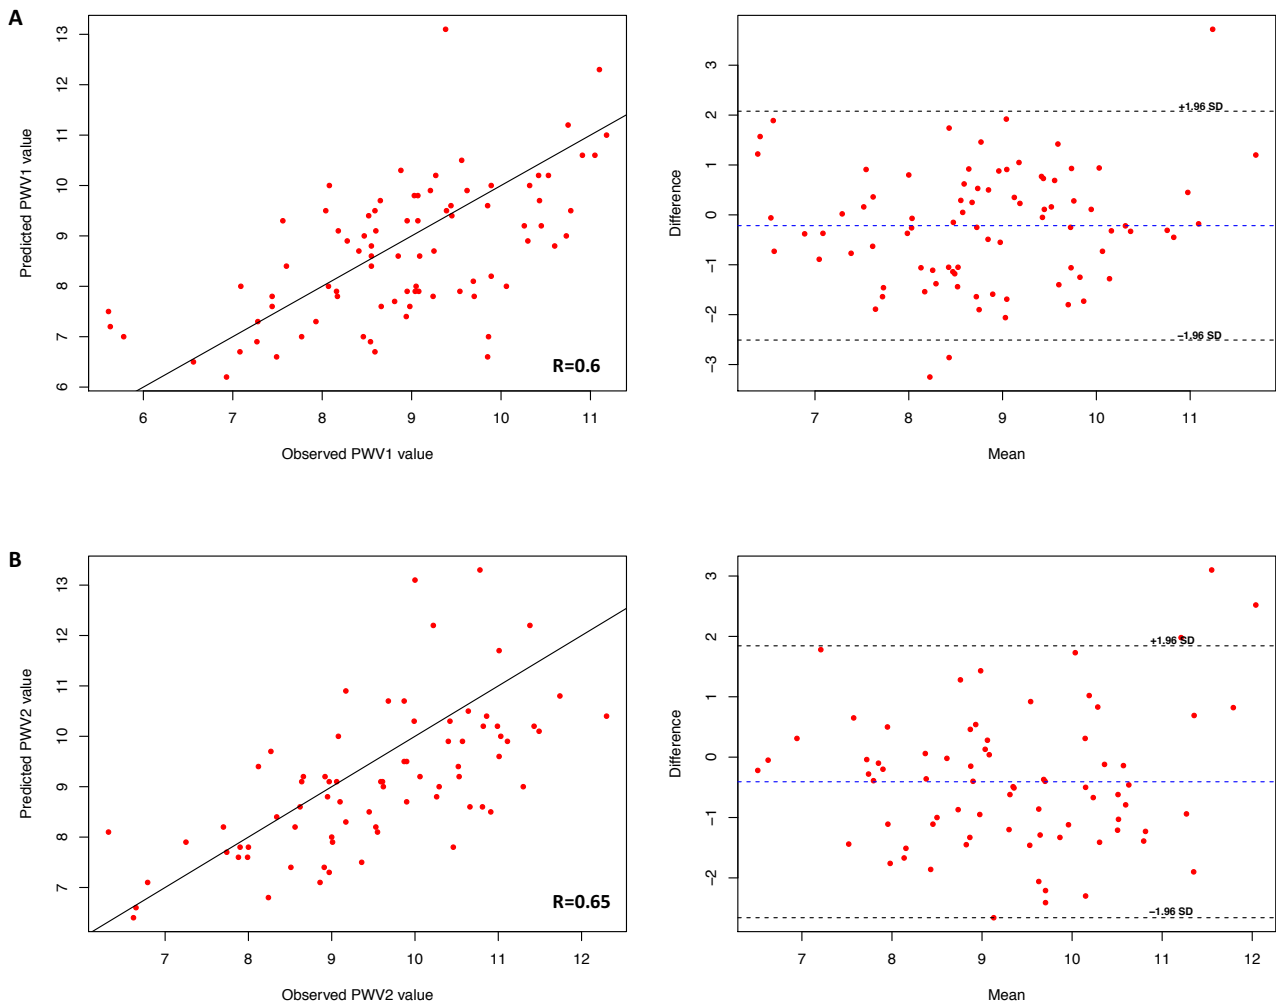 A
Predicted PWV1 value
6 7 8 9 10 11 12 13
R=0.6
6 7 8 9 10 11
Observed PWV1 value
Difference
−3 −2 −1 0 1 2 3
+1.96 SD
−1.96 SD
7 8 9 10 11
Mean
B
Predicted PWV2 value
7 8 9 10 11 12 13
R=0.65
7 8 9 10 11 12
Observed PWV2 value
Difference
−2 −1 0 1 2 3
+1.96 SD
−1.96 SD
7 8 9 10 11 12
Mean